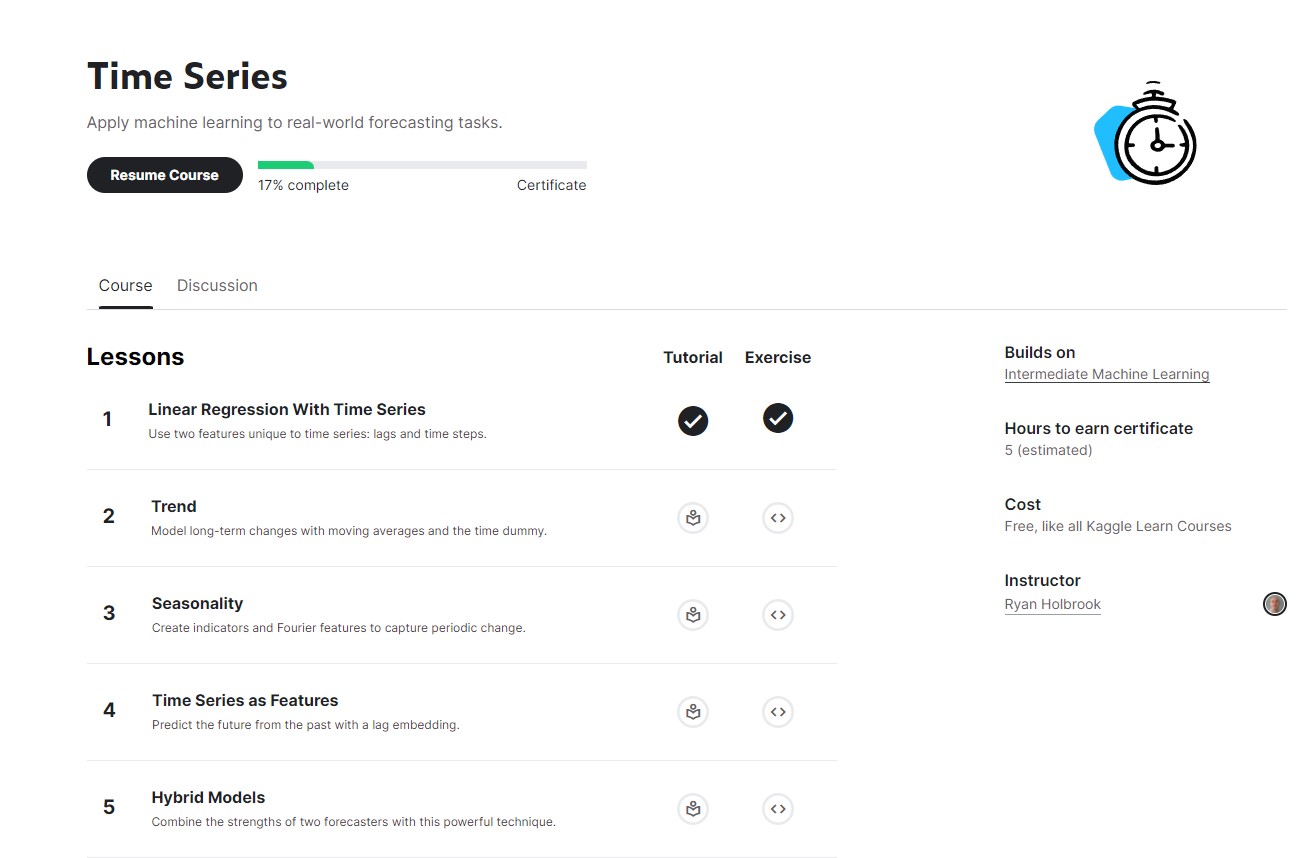 Time Series
Apply machine learning to real-world forecasting tasks.
Resume Course
17% complete
Certificate
Course
Discussion
Lessons
Tutorial
Exercise
1
Linear Regression With Time Series
Use two features unique to time series: lags and time steps.
2
Trend
Model long-term changes with moving averages and the time dummy.
3
Seasonality
Create indicators and Fourier features to capture periodic change.
4
Time Series as Features
Predict the future from the past with a lag embedding.
5
Hybrid Models
Combine the strengths of two forecasters with this powerful technique.
Builds on
Intermediate Machine Learning
Hours to earn certificate
5 (estimated)
Cost
Free, like all Kaggle Learn Courses
Instructor
Ryan Holbrook